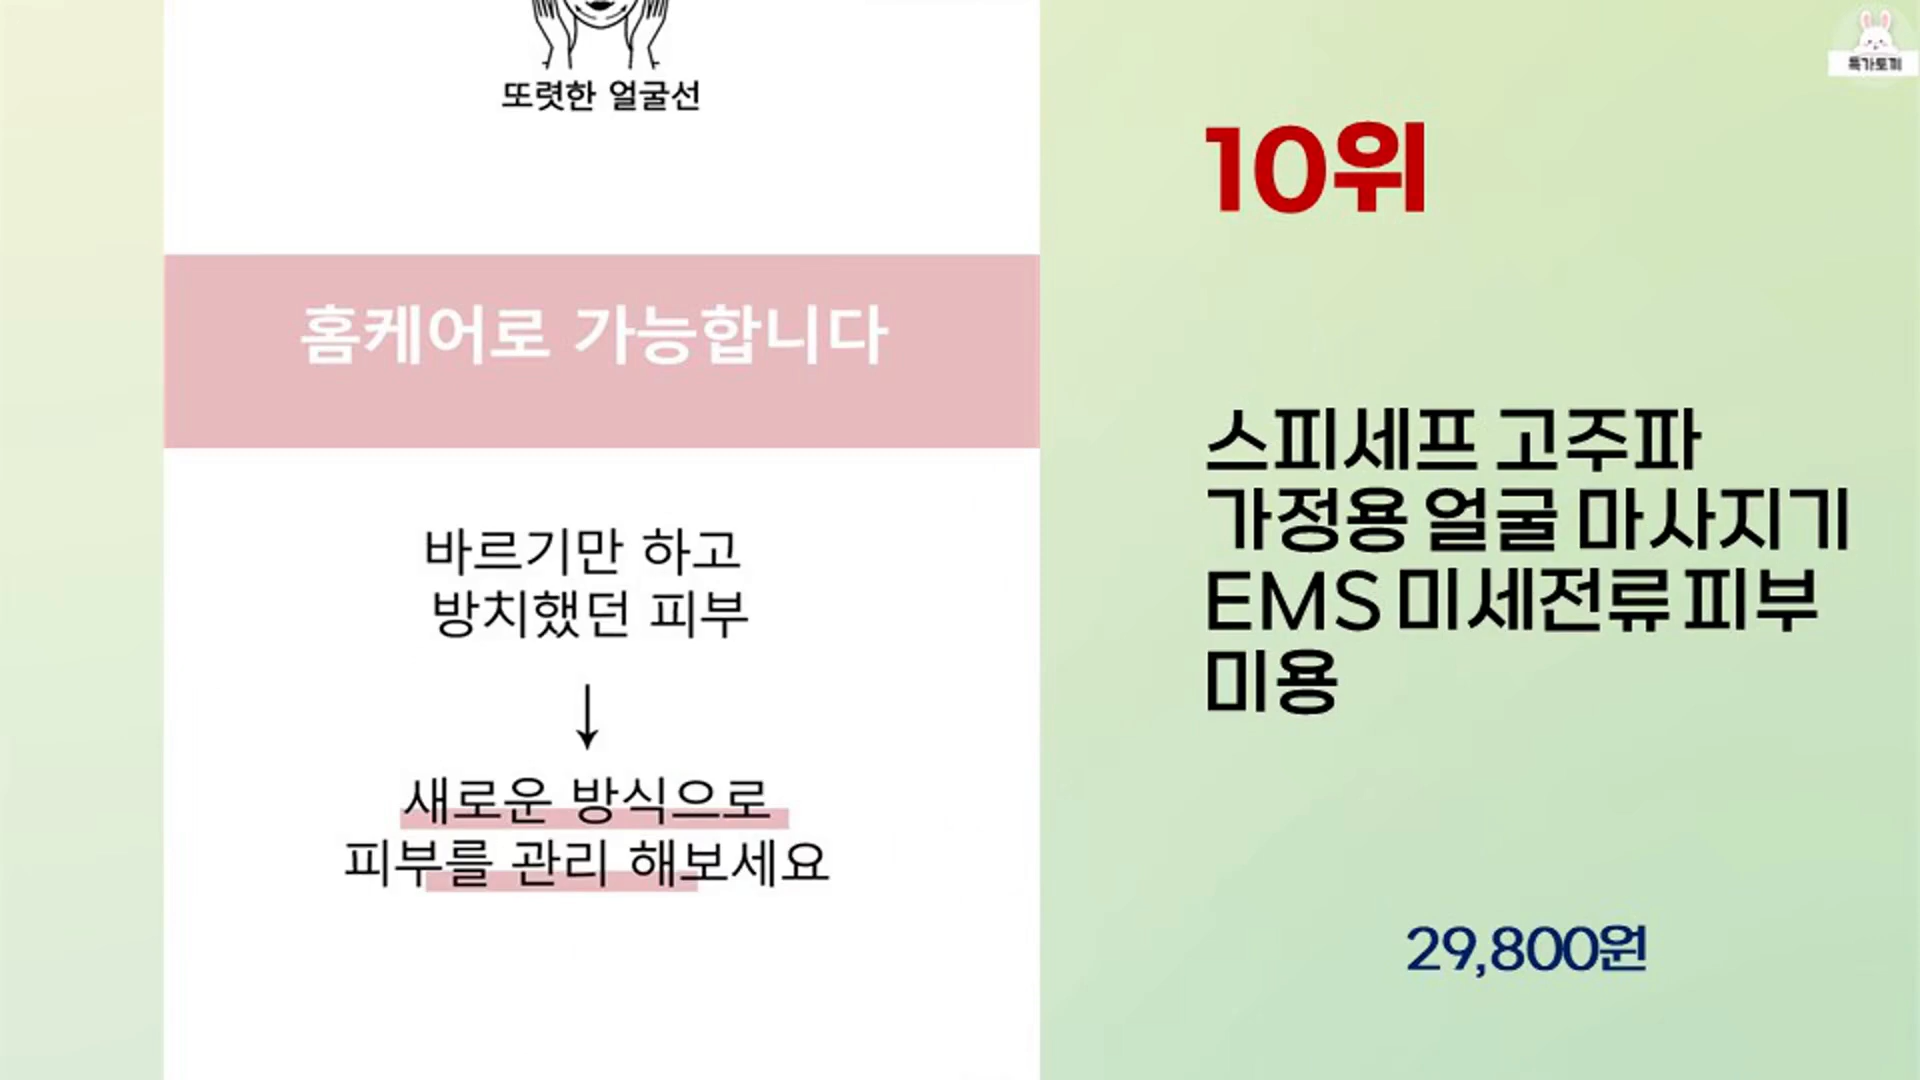 또렷한 얼굴선
홈케어로 가능합니다
바르기만 하고
방치했던 피부
새로운 방식으로
피부를 관리 해보세요
특가토끼
10위
스피세프 고주파
가정용 얼굴 마사지기
EMS 미세전류 피부
미용
29,800원